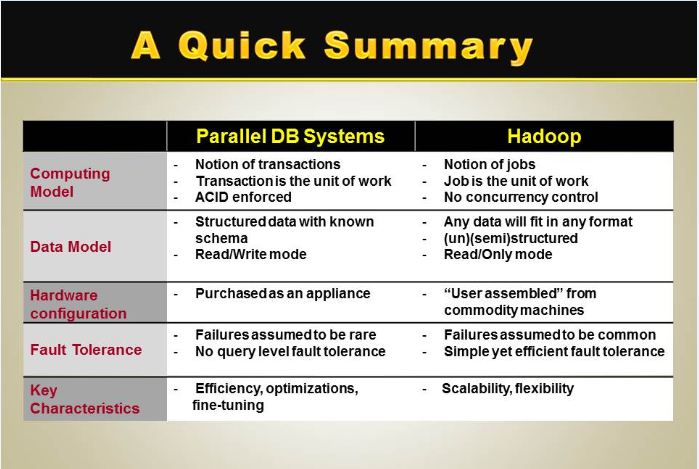 A Quick Summary
Parallel DB Systems
Hadoop
Computing
Model
- Notion of transactions
- Transaction is the unit of work
- ACID enforced
- Notion of jobs
- Job is the unit of work
- No concurrency control
Data Model
- Structured data with known
schema
- Read/Write mode
- Any data will fit in any format
- (un)(semi)structured
- Read/Only mode
Hardware
configuration
- Purchased as an appliance
- “User assembled” from
commodity machines
Fault Tolerance
- Failures assumed to be rare
- No query level fault tolerance
- Failures assumed to be common
- Simple yet efficient fault tolerance
Key
Characteristics
- Efficiency, optimizations,
fine-tuning
- Scalability, flexibility